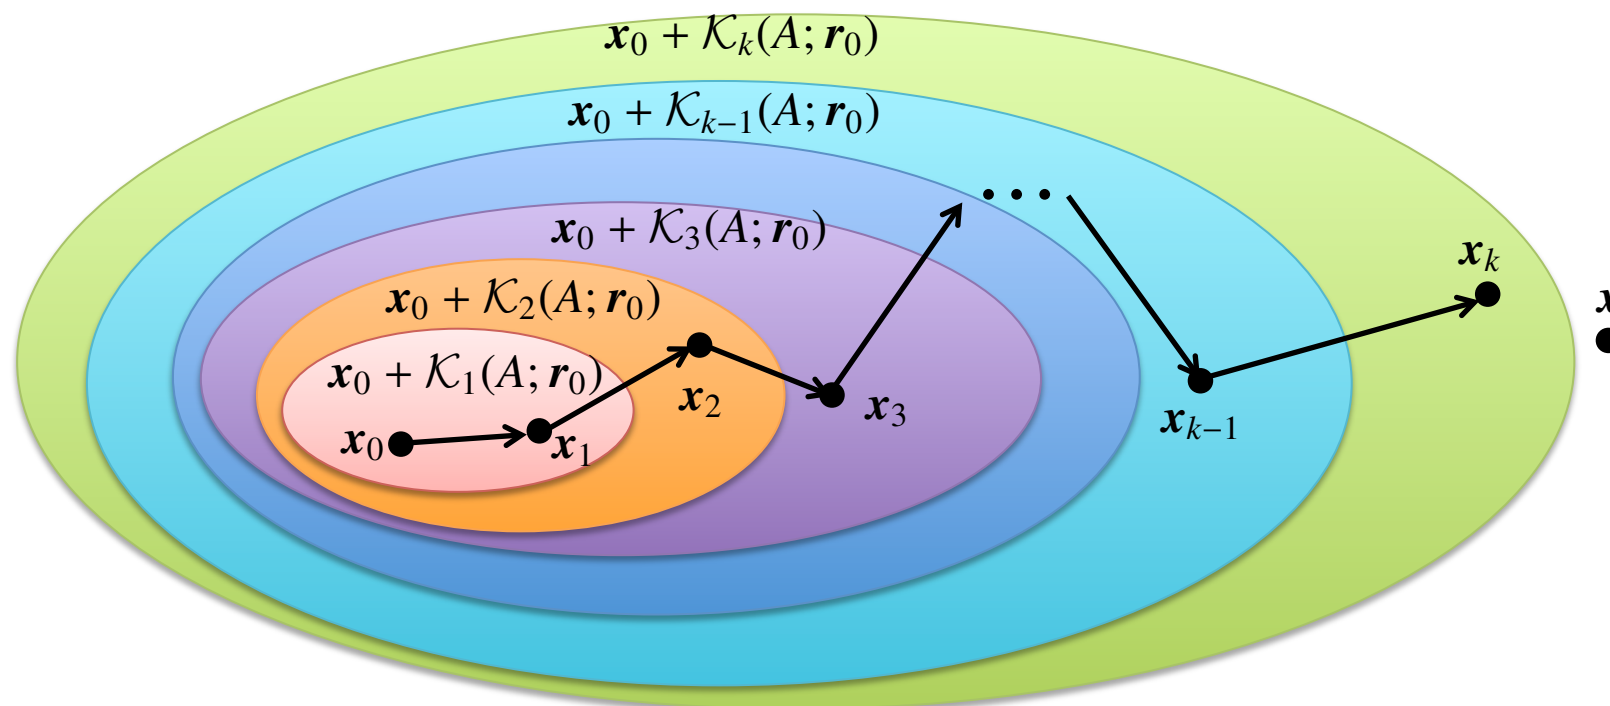 𝒙₀ + 𝒦ₖ(A; 𝒓₀)
𝒙₀ + 𝒦ₖ₋₁(A; 𝒓₀)
𝒙₀ + 𝒦₃(A; 𝒓₀)
𝒙₀ + 𝒦₂(A; 𝒓₀)
𝒙₀ + 𝒦₁(A; 𝒓₀)
𝒙₀
𝒙₁
𝒙₂
𝒙₃
...
𝒙ₖ₋₁
𝒙ₖ